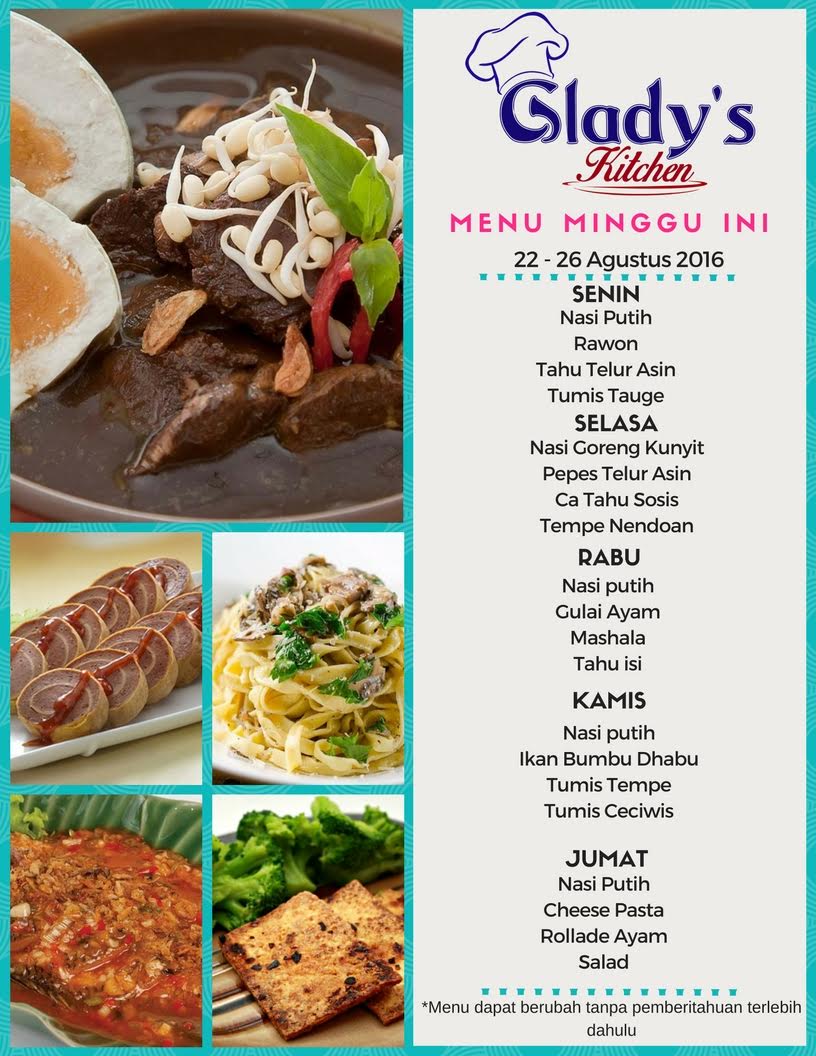 Glady's
Kitchen
MENU MINGGU INI
22 - 26 Agustus 2016
SENIN
Nasi Putih
Rawon
Tahu Telur Asin
Tumis Tauge
SELASA
Nasi Goreng Kunyit
Pepes Telur Asin
Ca Tahu Sosis
Tempe Nendoan
RABU
Nasi putih
Gulai Ayam
Mashala
Tahu isi
KAMIS
Nasi putih
Ikan Bumbu Dhabu
Tumis Tempe
Tumis Ceciwis
JUMAT
Nasi Putih
Cheese Pasta
Rollade Ayam
Salad
*Menu dapat berubah tanpa pemberitahuan terlebih
dahulu